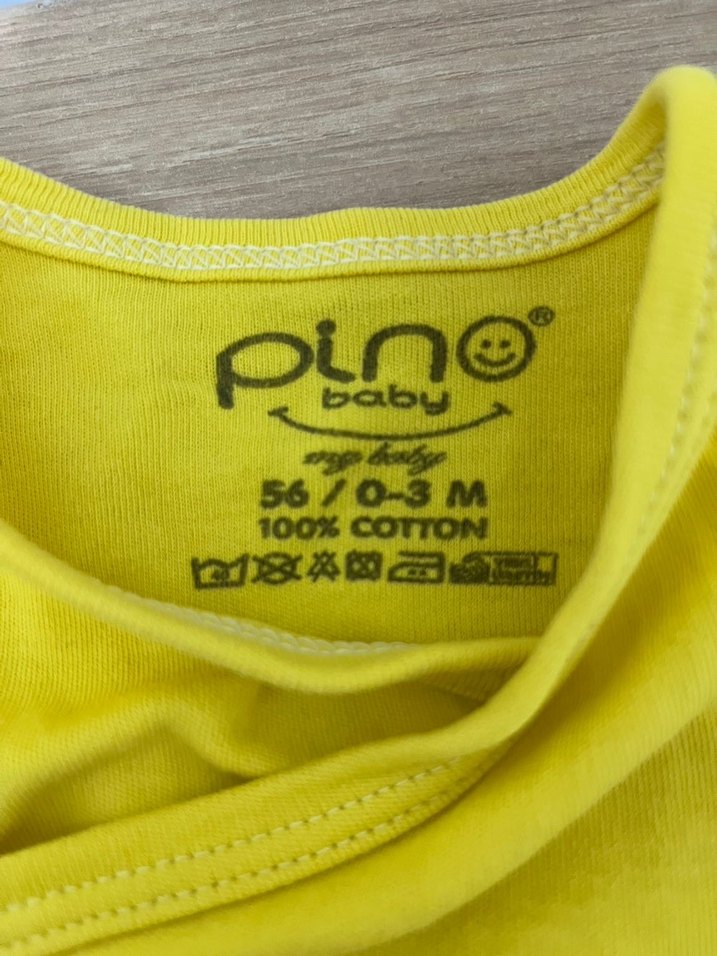 pino ®
baby
my baby
56 / 0-3 M
100% COTTON